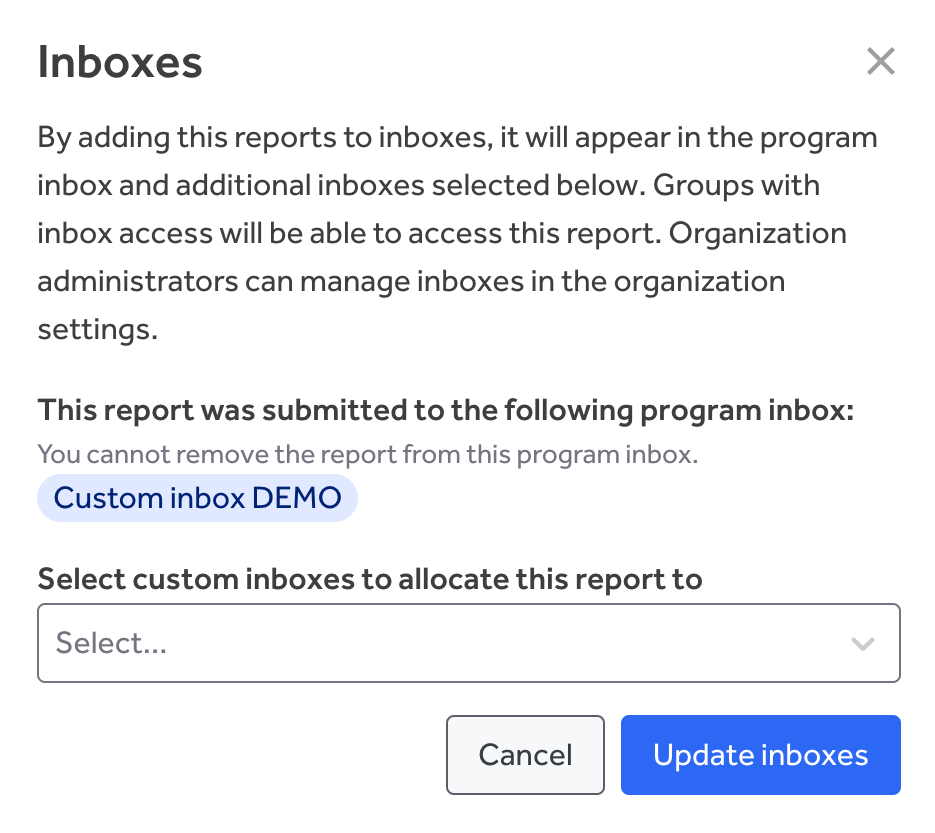 Inboxes
By adding this reports to inboxes, it will appear in the program
inbox and additional inboxes selected below. Groups with
inbox access will be able to access this report. Organization
administrators can manage inboxes in the organization
settings.
This report was submitted to the following program inbox:
You cannot remove the report from this program inbox.
Custom inbox DEMO
Select custom inboxes to allocate this report to
Select...
Cancel
Update inboxes